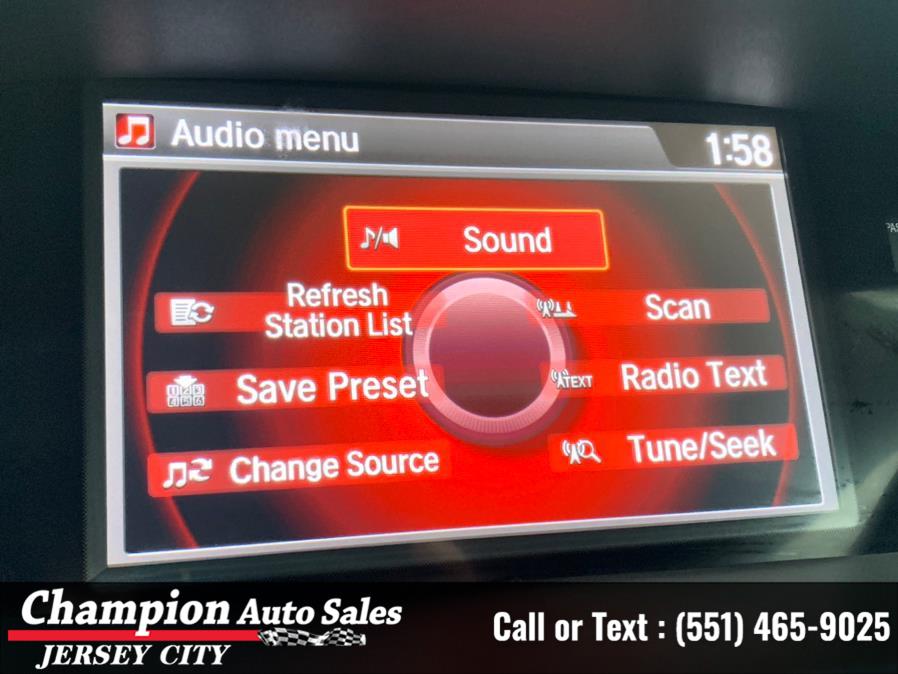 Audio menu
1:58
Sound
Refresh
Station List
Scan
Save Preset
TEXT
Radio Text
Change Source
Tune/Seek
Champion Auto Sales
JERSEY CITY
Call or Text : (551) 465-9025